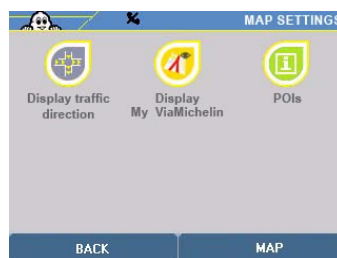 MAP SETTINGS
Display traffic
direction
Display
My ViaMichelin
POIs
BACK
MAP